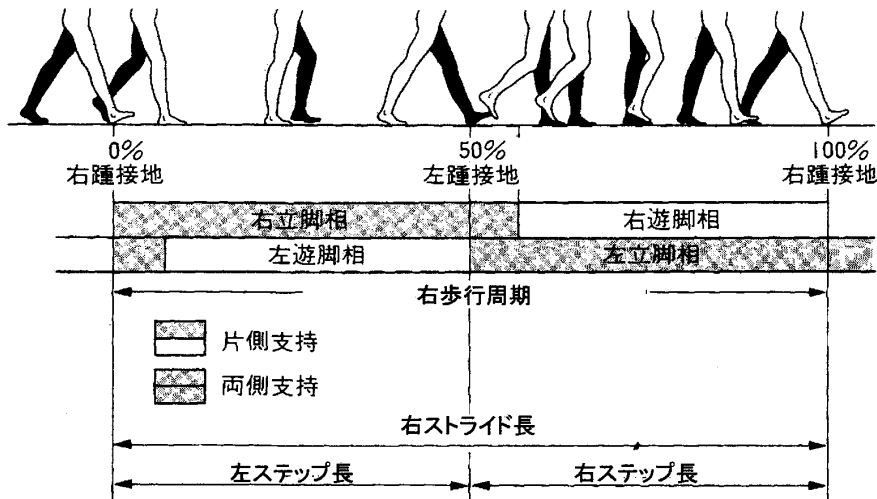 0%
右踵接地
50%
左踵接地
100%
右踵接地
右立脚相
右遊脚相
左遊脚相
左立脚相
右歩行周期
片側支持
両側支持
右ストライド長
左ステップ長
右ステップ長